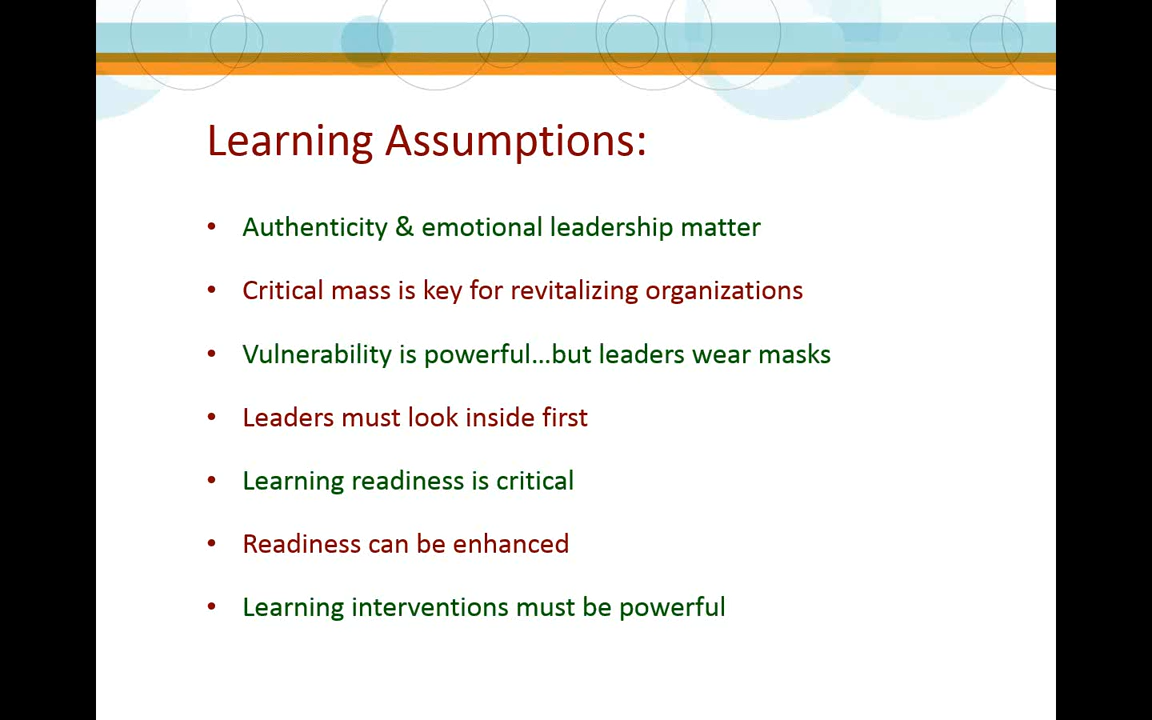 Learning Assumptions:
• Authenticity & emotional leadership matter
• Critical mass is key for revitalizing organizations
• Vulnerability is powerful…but leaders wear masks
• Leaders must look inside first
• Learning readiness is critical
• Readiness can be enhanced
• Learning interventions must be powerful